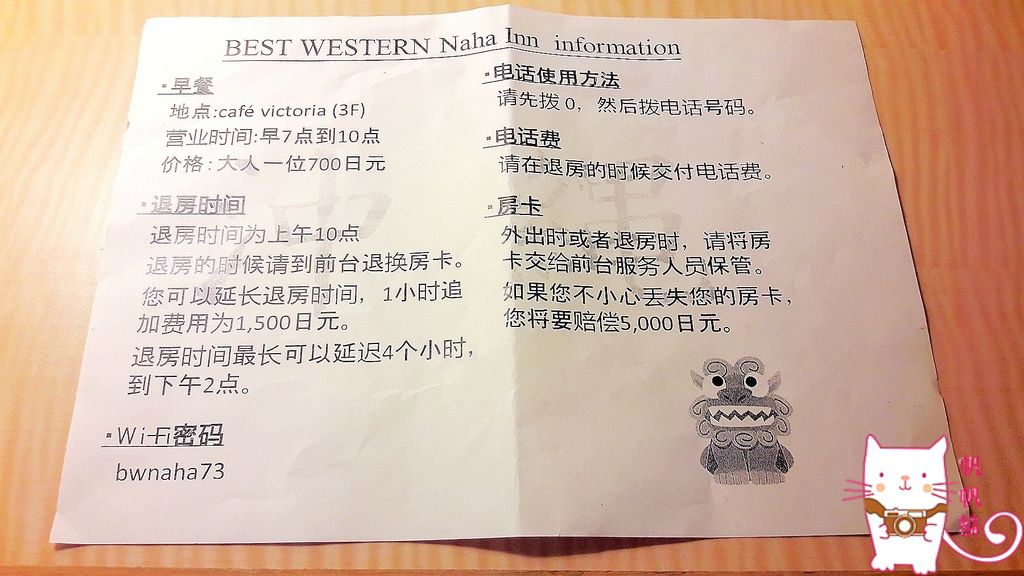 BEST WESTERN Naha Inn information
·早餐
地点:café victoria (3F)
营业时间:早7点到10点
价格:大人一位700日元
·退房时间
退房时间为上午10点
退房的时候请到前台退换房卡。
您可以延长退房时间，1小时追
加费用为1,500日元。
退房时间最长可以延迟4个小时，
到下午2点。
·Wi-Fi密码
bwnaha73
·电话使用方法
请先拨0，然后拨电话号码。
·电话费
请在退房的时候交付电话费。
·房卡
外出时或者退房时，请将房
卡交给前台服务人员保管。
如果您不小心丢失您的房卡，
您将要赔偿5,000日元。
帆帆貓